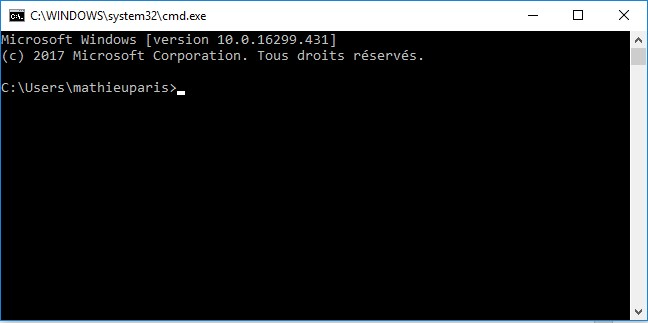 C:\WINDOWS\system32\cmd.exe
Microsoft Windows [version 10.0.16299.431]
(c) 2017 Microsoft Corporation. Tous droits réservés.
C:\Users\mathieuparis>